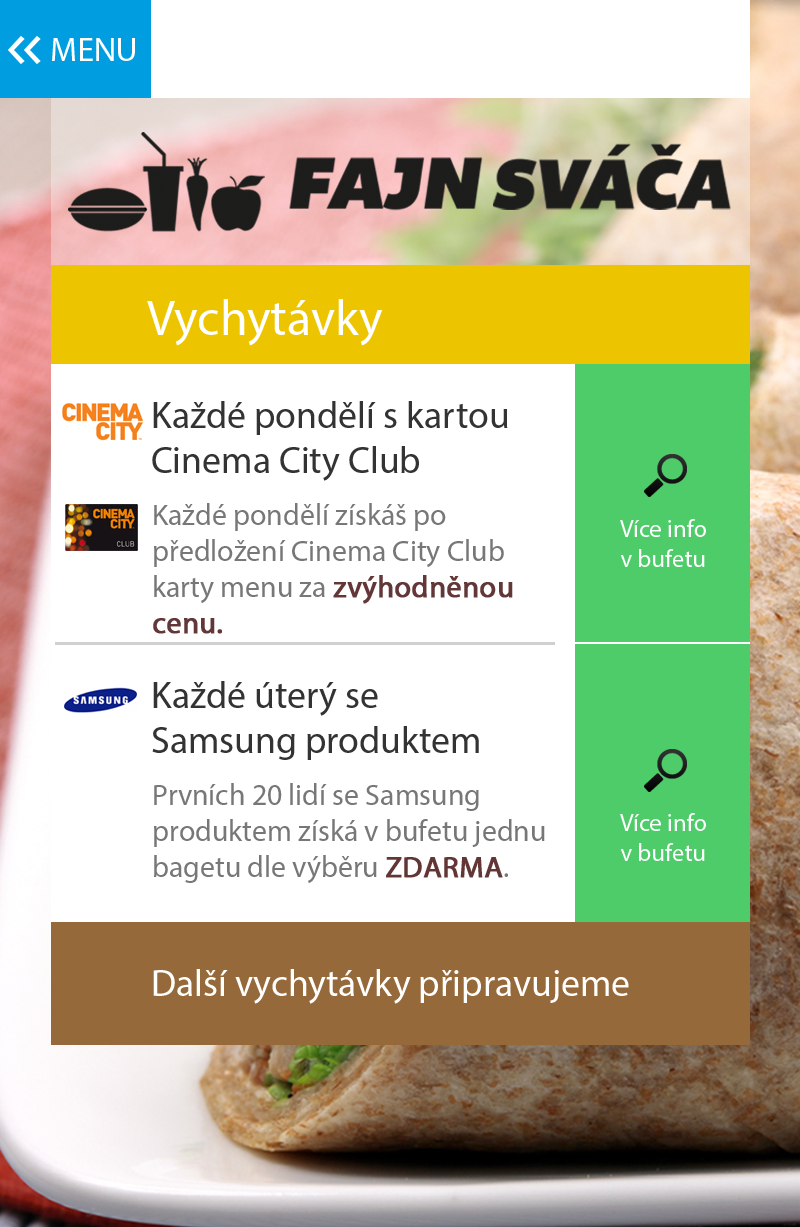 MENU
FAJN SVÁČA
Vychytávky
CINEMA
CITY
Každé pondělí s kartou
Cinema City Club
CINEMA
CITY
CLUB
Každé pondělí získáš po
předložení Cinema City Club
karty menu za zvýhodněnou
cenu.
Více info
v bufetu
SAMSUNG
Každé úterý se
Samsung produktem
Prvních 20 lidí se Samsung
produktem získá v bufetu jednu
bagetu dle výběru ZDARMA.
Více info
v bufetu
Další vychytávky připravujeme